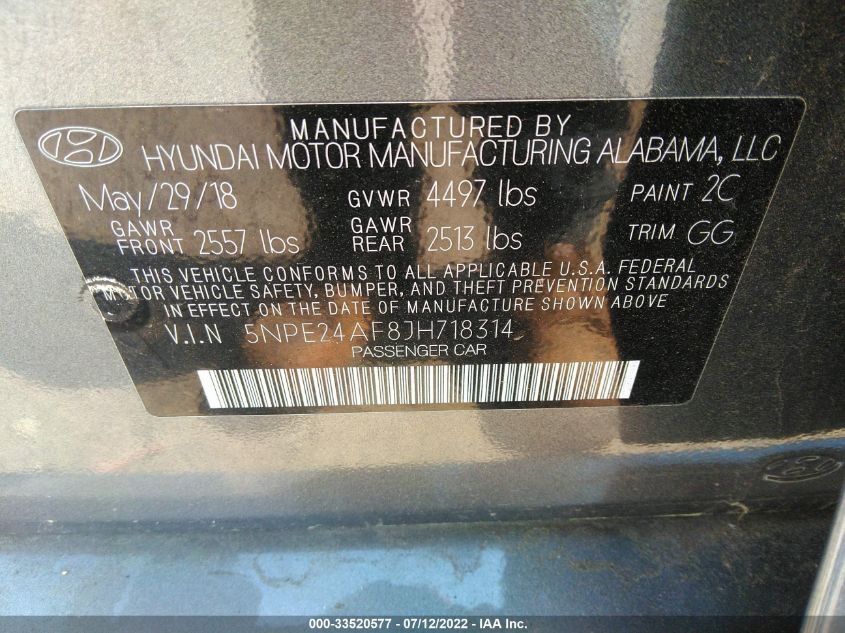 MANUFACTURED BY
HYUNDAI MOTOR MANUFACTURING ALABAMA, LLC
May/29/18 GVWR 4497 lbs PAINT 2C
GAWR FRONT 2557 lbs GAWR REAR 2513 lbs TRIM GG
THIS VEHICLE CONFORMS TO ALL APPLICABLE U.S.A. FEDERAL
MOTOR VEHICLE SAFETY, BUMPER, AND THEFT PREVENTION STANDARDS
IN EFFECT ON THE DATE OF MANUFACTURE SHOWN ABOVE
V.I.N 5NPE24AF8JH718314
PASSENGER CAR
000-33520577 - 07/12/2022 - IAA Inc.